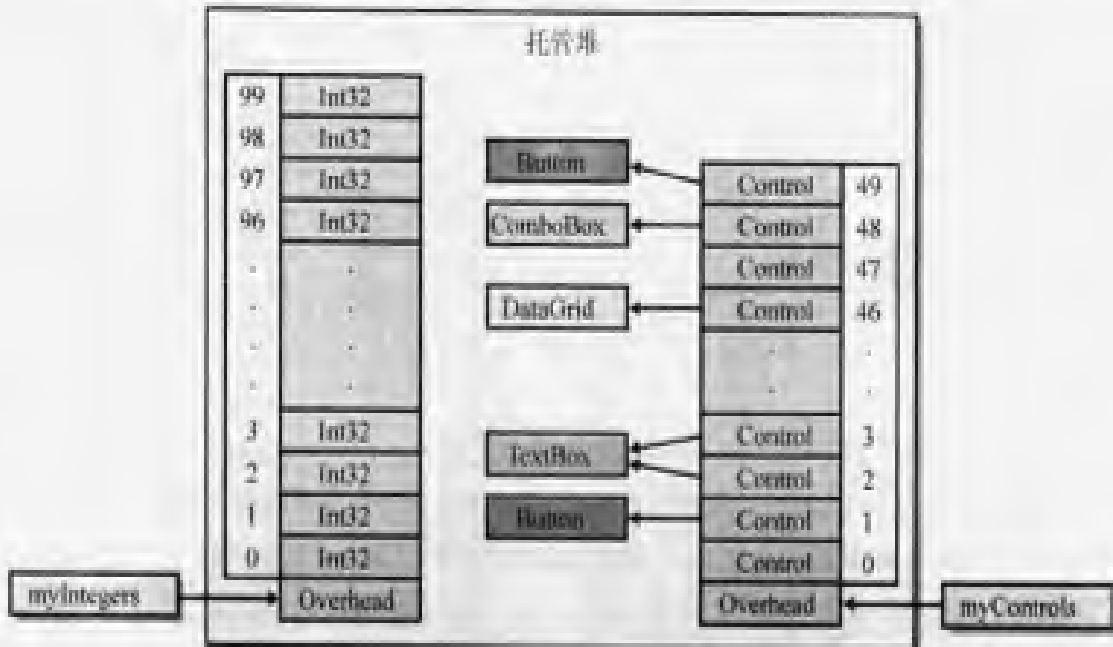 托管堆
99 Int32
98 Int32
97 Int32
96 Int32
. .
. .
. .
. .
3 Int32
2 Int32
1 Int32
0 Int32
Overhead
myIntegers
Button
ComboBox
DataGrid
TextBox
Button
Control 49
Control 48
Control 47
Control 46
. .
. .
Control 3
Control 2
Control 1
Control 0
Overhead
myControls